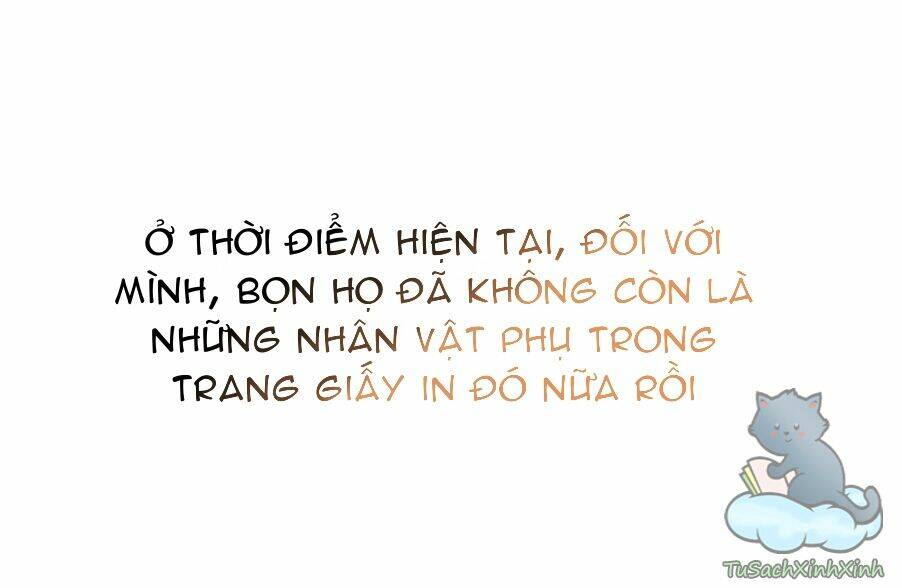 Ở THỜI ĐIỂM HIỆN TẠI, ĐỐI VỚI
MÌNH, BỌN HỌ ĐÃ KHÔNG CÒN LÀ
NHỮNG NHÂN VẬT PHỤ TRONG
TRANG GIẤY IN ĐÓ NỮA RỒI
TuSachXinhXinh